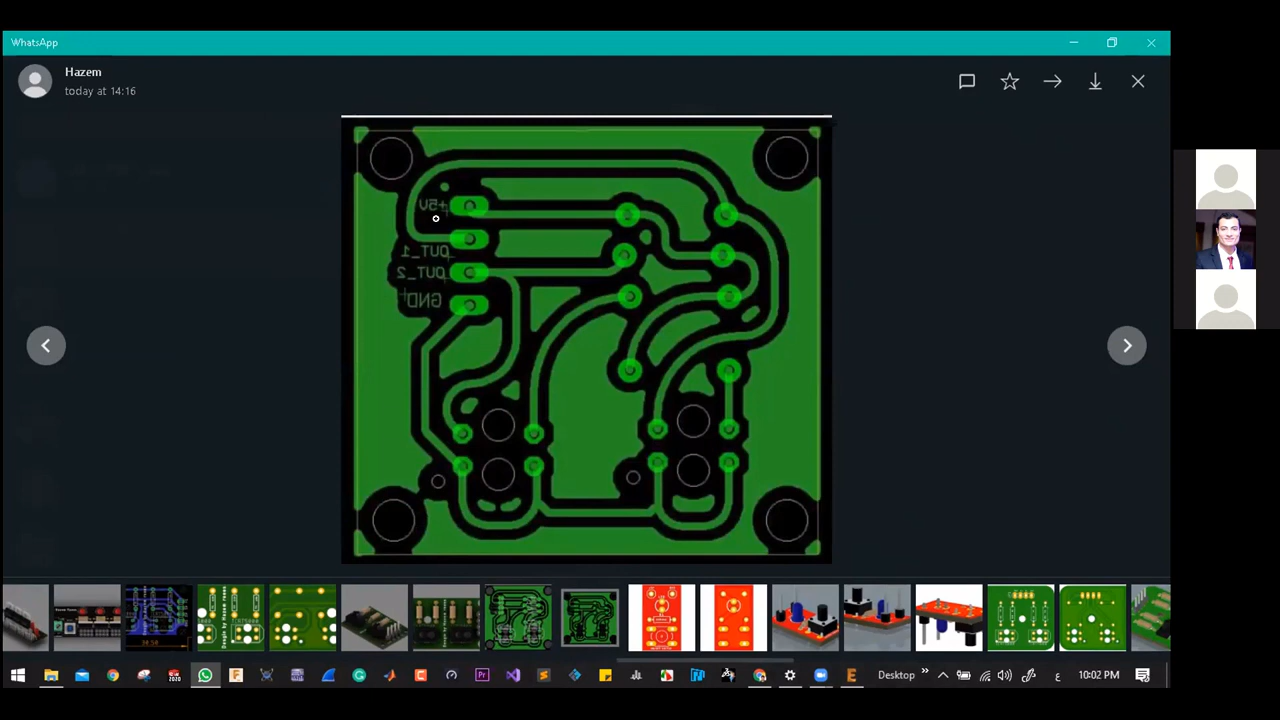 WhatsApp
Hazem
today at 14:16
+5V
OUT_1
OUT_2
GND
Desktop
»
ع
10:02 PM